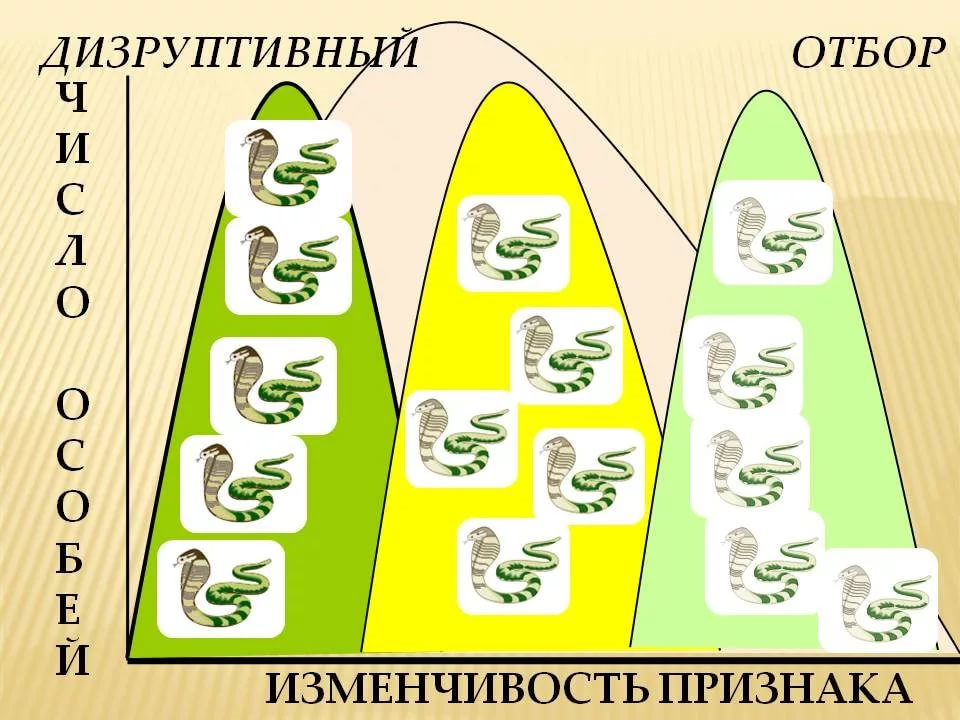 ДИЗРУПТИВНЫЙ ОТБОР
ЧИСЛО ОСОБЕЙ
ИЗМЕНЧИВОСТЬ ПРИЗНАКА